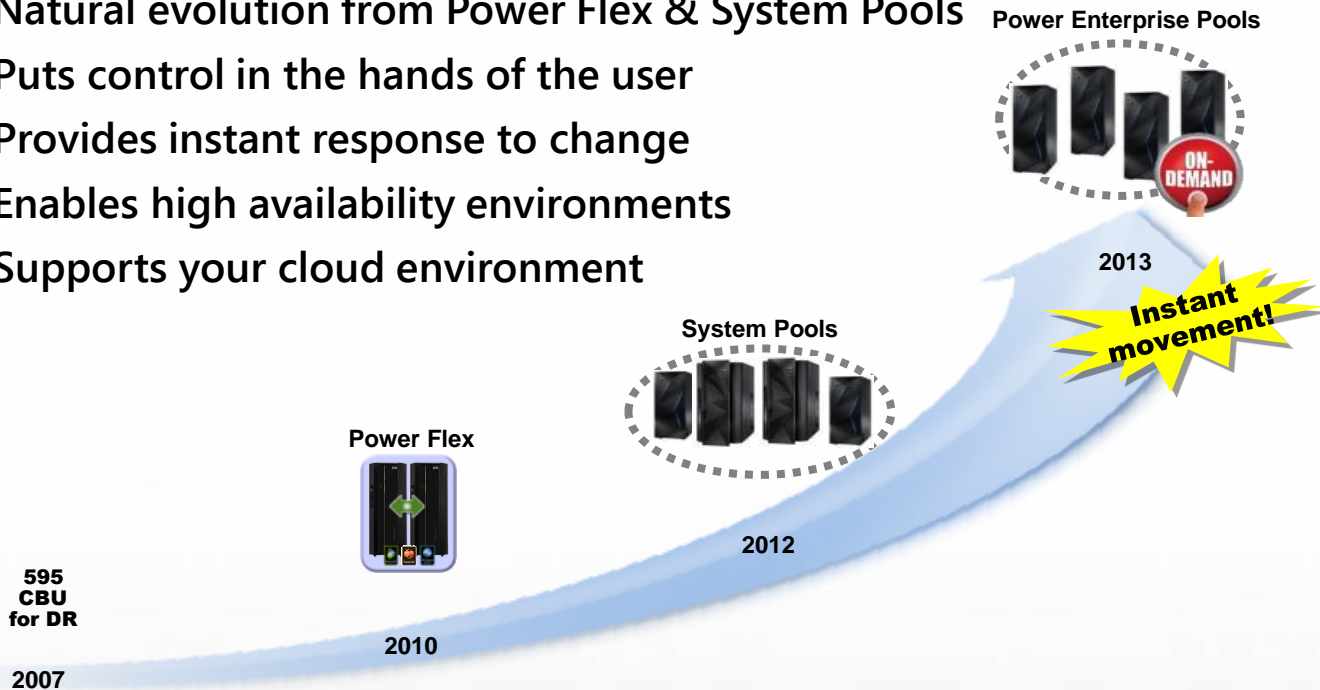 Natural evolution from Power Flex & System Pools
Puts control in the hands of the user
Provides instant response to change
Enables high availability environments
Supports your cloud environment
Power Enterprise Pools
ON-
DEMAND
2013
Instant
movement!
System Pools
2012
Power Flex
2010
595
CBU
for DR
2007